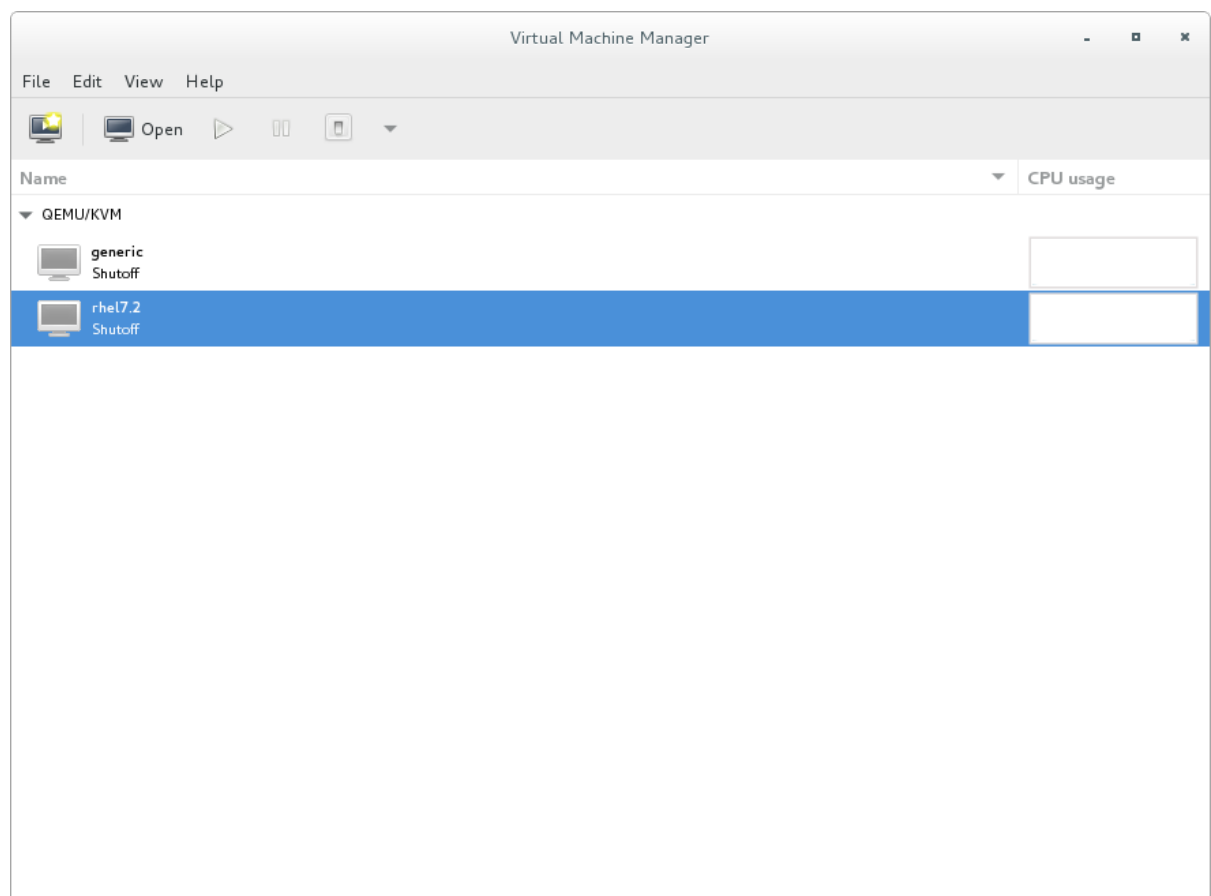 Virtual Machine Manager
File Edit View Help
Open
Name CPU usage
QEMU/KVM
generic
Shutoff
rhel7.2
Shutoff